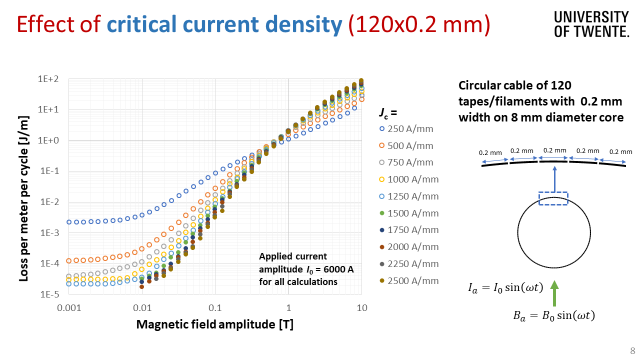 Effect of critical current density (120x0.2 mm)
UNIVERSITY
OF TWENTE.
Loss per meter per cycle [J/m]
1E+2
1E+1
1E+0
1E-1
1E-2
1E-3
1E-4
1E-5
0.001
0.01
0.1
1
10
Magnetic field amplitude [T]
Applied current
amplitude I₀ = 6000 A
for all calculations
Jc =
250 A/mm
500 A/mm
750 A/mm
1000 A/mm
1250 A/mm
1500 A/mm
1750 A/mm
2000 A/mm
2250 A/mm
2500 A/mm
Circular cable of 120
tapes/filaments with 0.2 mm
width on 8 mm diameter core
0.2 mm
0.2 mm
0.2 mm
0.2 mm
0.2 mm
Iₐ = I₀ sin(ωt)
Bₐ = B₀ sin(ωt)
8